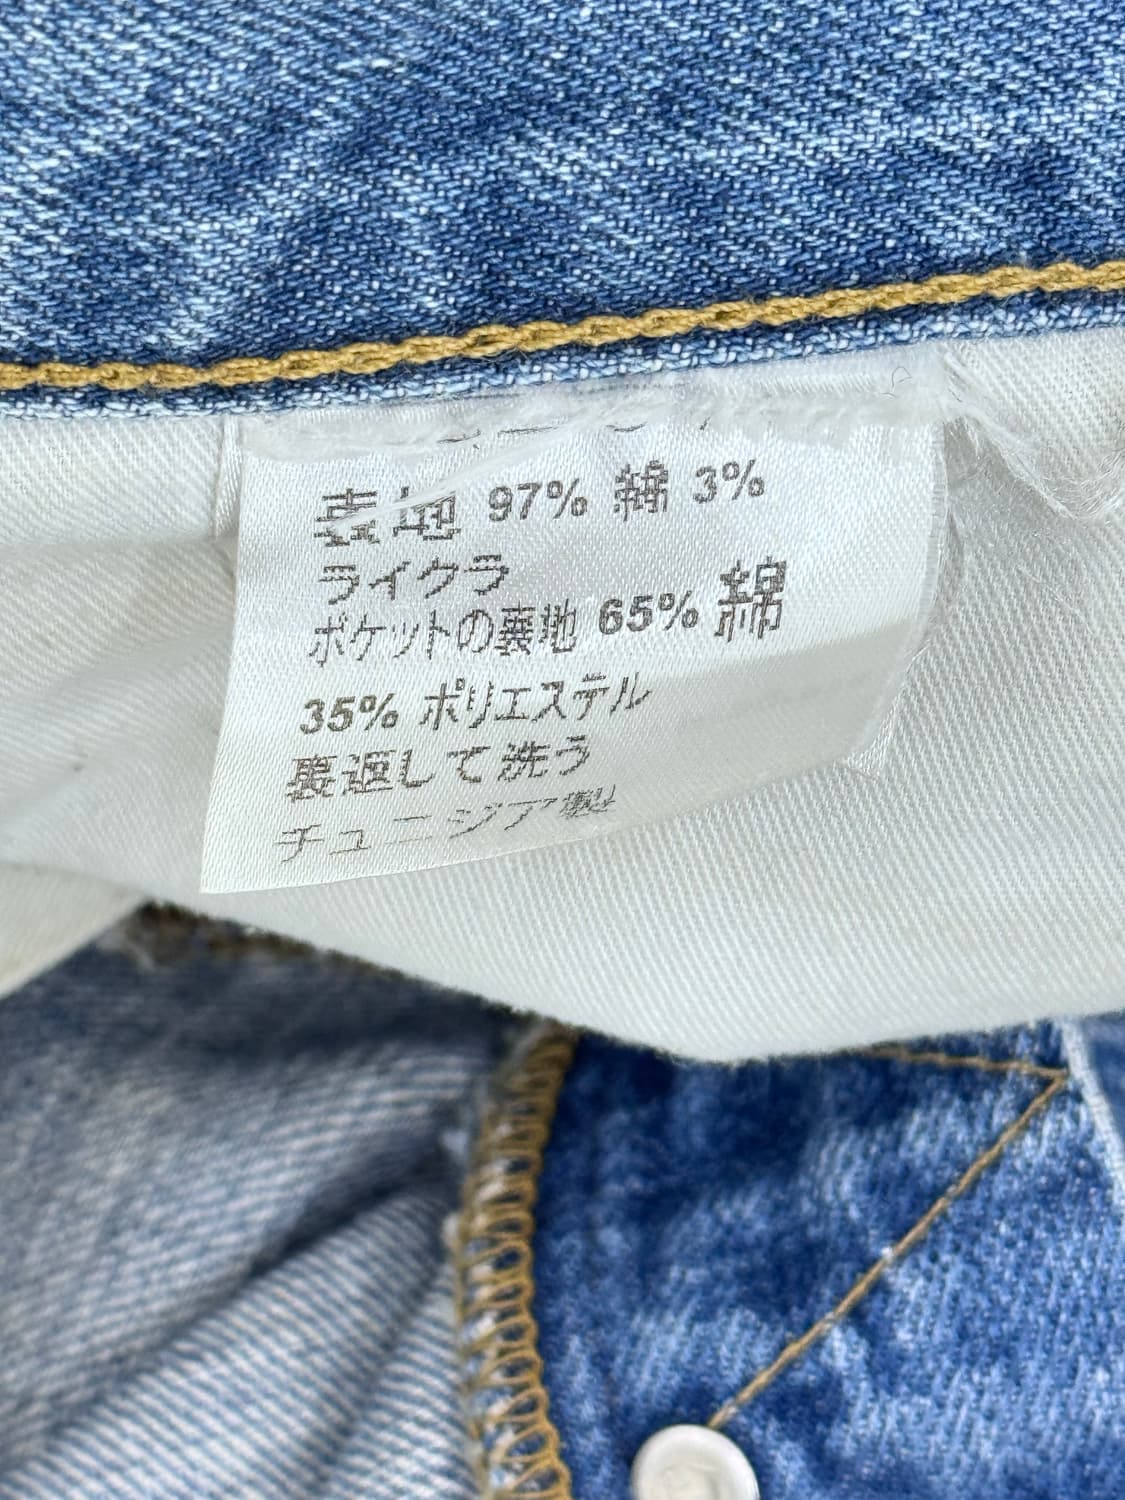 表地 97% 綿 3%
ライクラ
ポケットの裏地 65% 綿
35% ポリエステル
裏返して洗う
チュニジア製